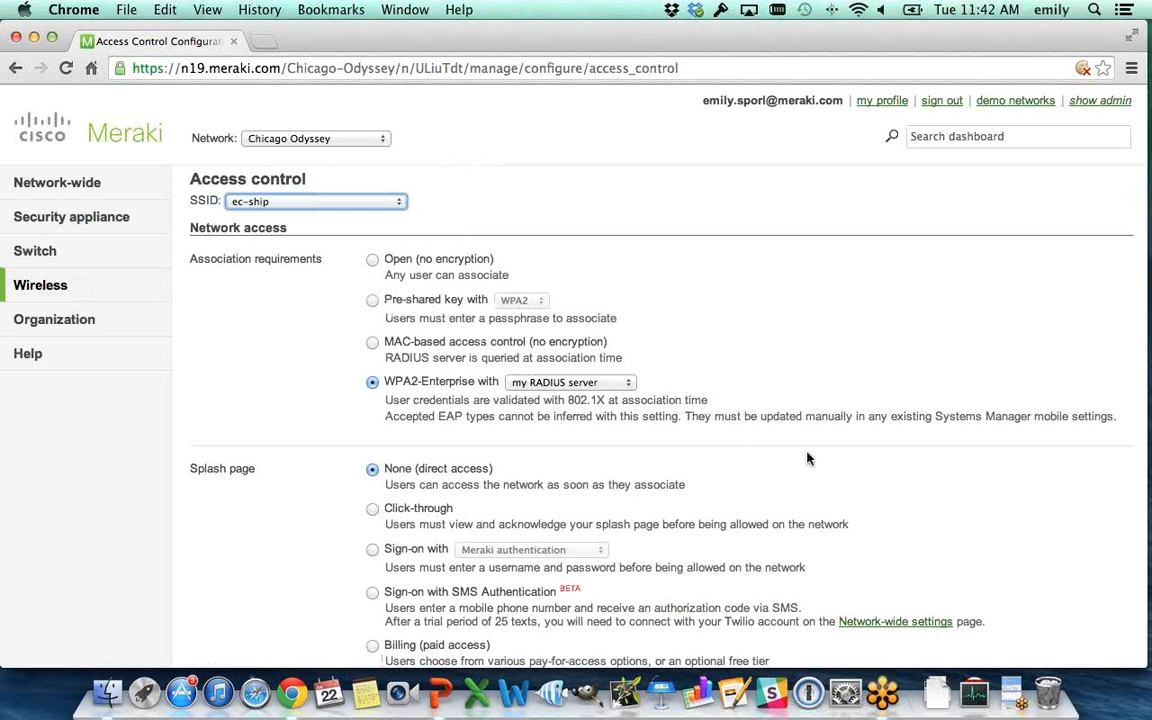 Chrome File Edit View History Bookmarks Window Help Tue 11:42 AM emily
Access Control Configurat
https://n19.meraki.com/Chicago-Odyssey/n/ULiuTdt/manage/configure/access_control
emily.sporl@meraki.com my profile sign out demo networks show admin
CISCO Meraki Network: Chicago Odyssey Search dashboard
Network-wide
Security appliance
Switch
Wireless
Organization
Help
Access control
SSID: ec-ship
Network access
Association requirements
Open (no encryption)
Any user can associate
Pre-shared key with WPA2
Users must enter a passphrase to associate
MAC-based access control (no encryption)
RADIUS server is queried at association time
WPA2-Enterprise with my RADIUS server
User credentials are validated with 802.1X at association time
Accepted EAP types cannot be inferred with this setting. They must be updated manually in any existing Systems Manager mobile settings.
Splash page
None (direct access)
Users can access the network as soon as they associate
Click-through
Users must view and acknowledge your splash page before being allowed on the network
Sign-on with Meraki authentication
Users must enter a username and password before being allowed on the network
Sign-on with SMS Authentication BETA
Users enter a mobile phone number and receive an authorization code via SMS.
After a trial period of 25 texts, you will need to connect with your Twilio account on the Network-wide settings page.
Billing (paid access)
Users choose from various pay-for-access options, or an optional free tier
22